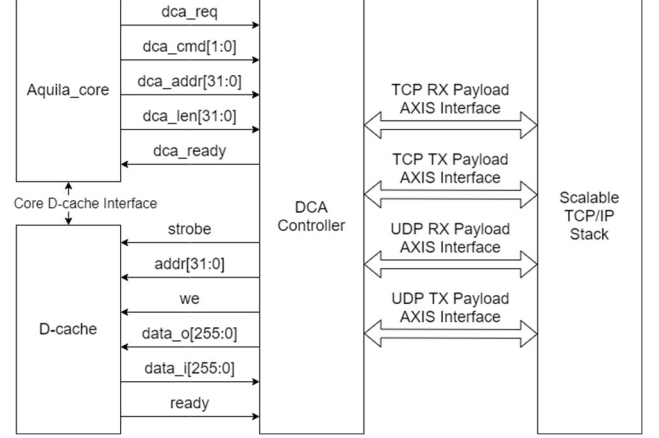 dca_req
dca_cmd[1:0]
Aquila_core
dca_addr[31:0]
dca_len[31:0]
dca_ready
Core D-cache Interface
strobe
addr[31:0]
we
D-cache
data_o[255:0]
data_i[255:0]
ready
DCA
Controller
TCP RX Payload
AXIS Interface
TCP TX Payload
AXIS Interface
UDP RX Payload
AXIS Interface
UDP TX Payload
AXIS Interface
Scalable
TCP/IP
Stack